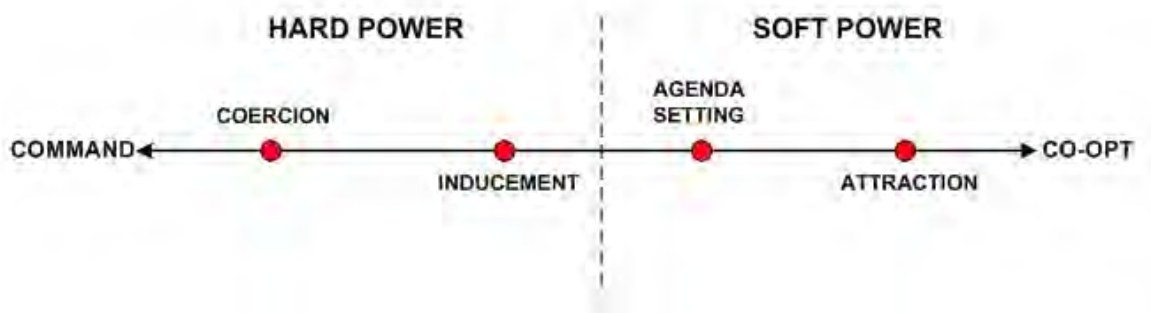 HARD POWER
SOFT POWER
COERCION
AGENDA
SETTING
COMMAND
CO-OPT
INDUCEMENT
ATTRACTION